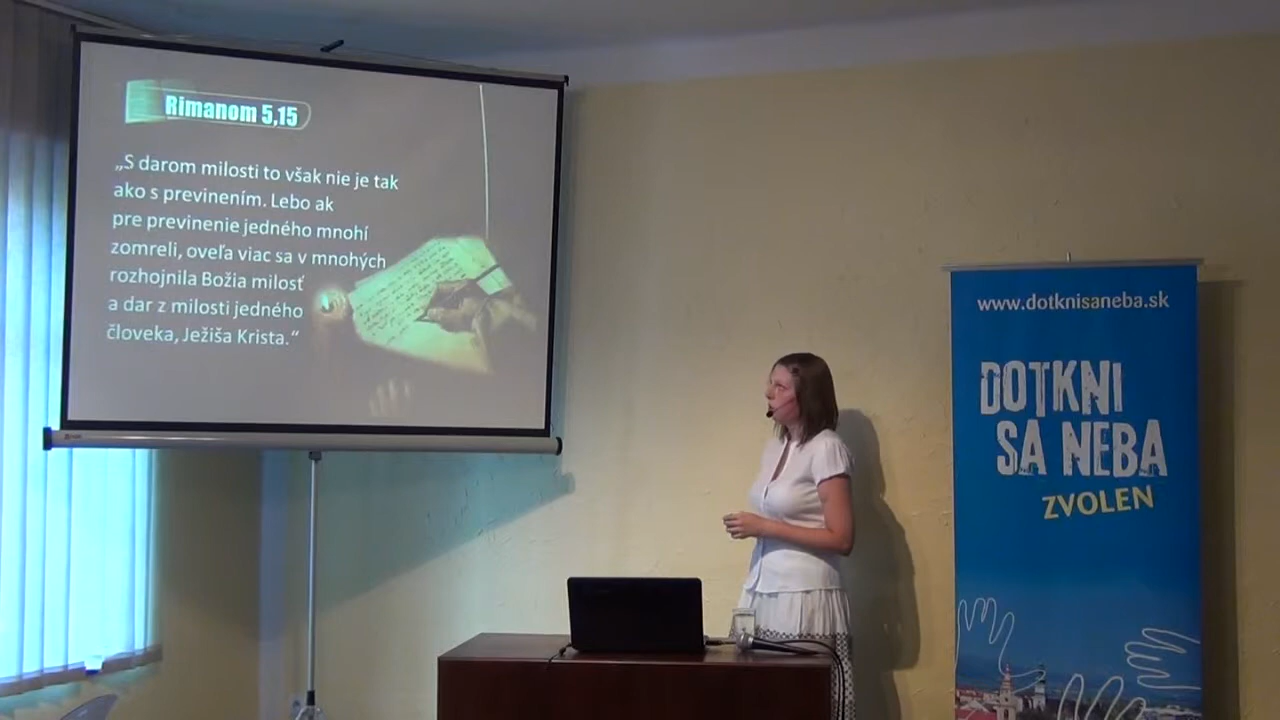 Rimanom 5,15
„S darom milosti to však nie je tak
ako s previnením. Lebo ak
pre previnenie jedného mnohí
zomreli, oveľa viac sa v mnohých
rozhojnila Božia milosť
a dar z milosti jedného
človeka, Ježiša Krista.“
www.dotknisaneba.sk
DOTKNI
SA NEBA
ZVOLEN